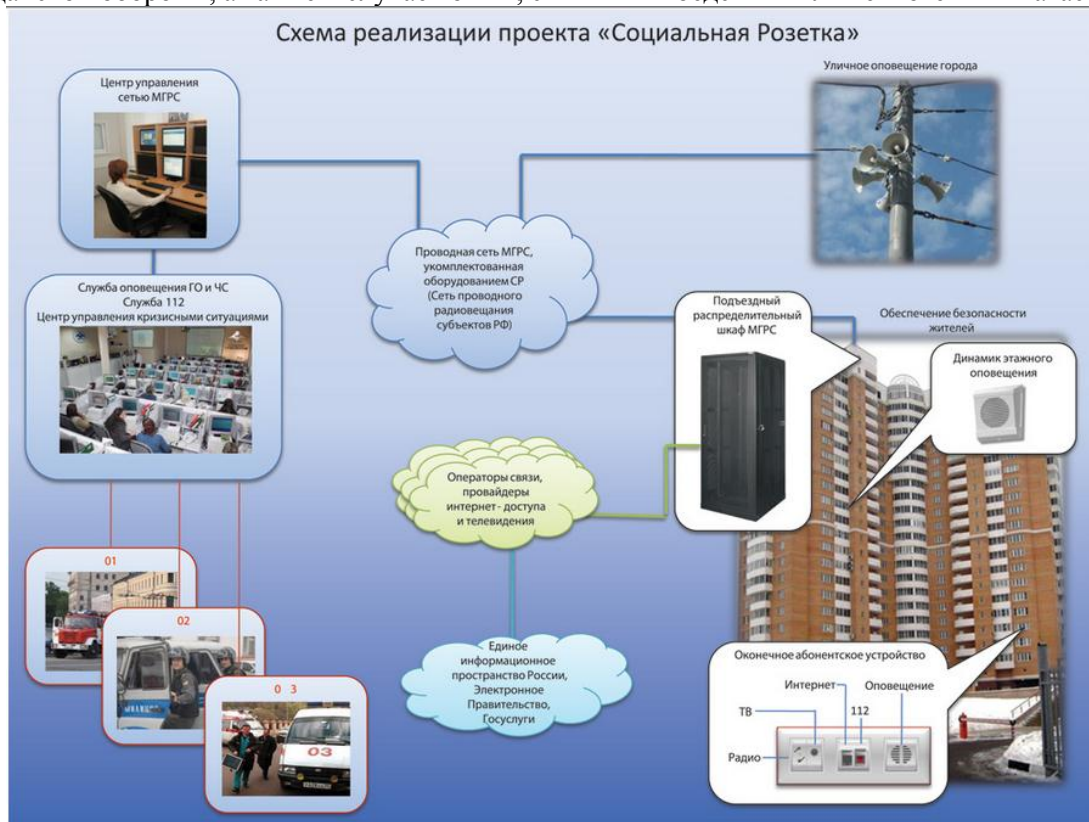 Схема реализации проекта «Социальная Розетка»
Центр управления
сетью МГРС
Уличное оповещение города
Проводная сеть МГРС,
укомплектованная
оборудованием СР
(Сеть проводного
радиовещания
субъектов РФ)
Служба оповещения ГО и ЧС
Служба 112
Центр управления кризисными ситуациями
Подъездный
распределительный
шкаф МГРС
Обеспечение безопасности
жителей
Динамик этажного
оповещения
Операторы связи,
провайдеры
интернет - доступа
и телевидения
01
02
0 3
03
Единое
информационное
пространство России,
Электронное
Правительство,
Госуслуги
Оконечное абонентское устройство
Интернет
Оповещение
ТВ
112
Радио